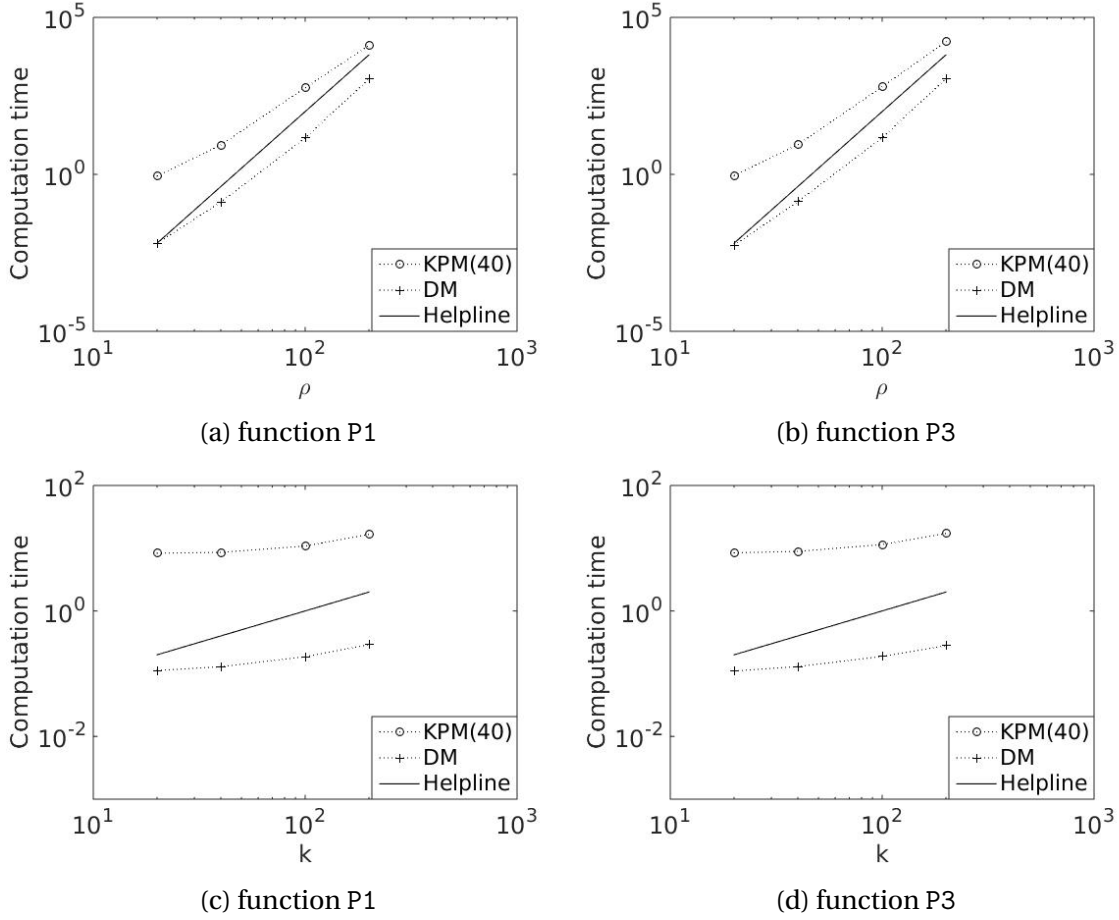 10^5
10^0
10^-5
Computation time
KPM(40)
DM
Helpline
10^1 10^2 10^3
ρ
(a) function P1
10^5
10^0
10^-5
Computation time
KPM(40)
DM
Helpline
10^1 10^2 10^3
ρ
(b) function P3
10^2
10^0
10^-2
Computation time
KPM(40)
DM
Helpline
10^1 10^2 10^3
k
(c) function P1
10^2
10^0
10^-2
Computation time
KPM(40)
DM
Helpline
10^1 10^2 10^3
k
(d) function P3